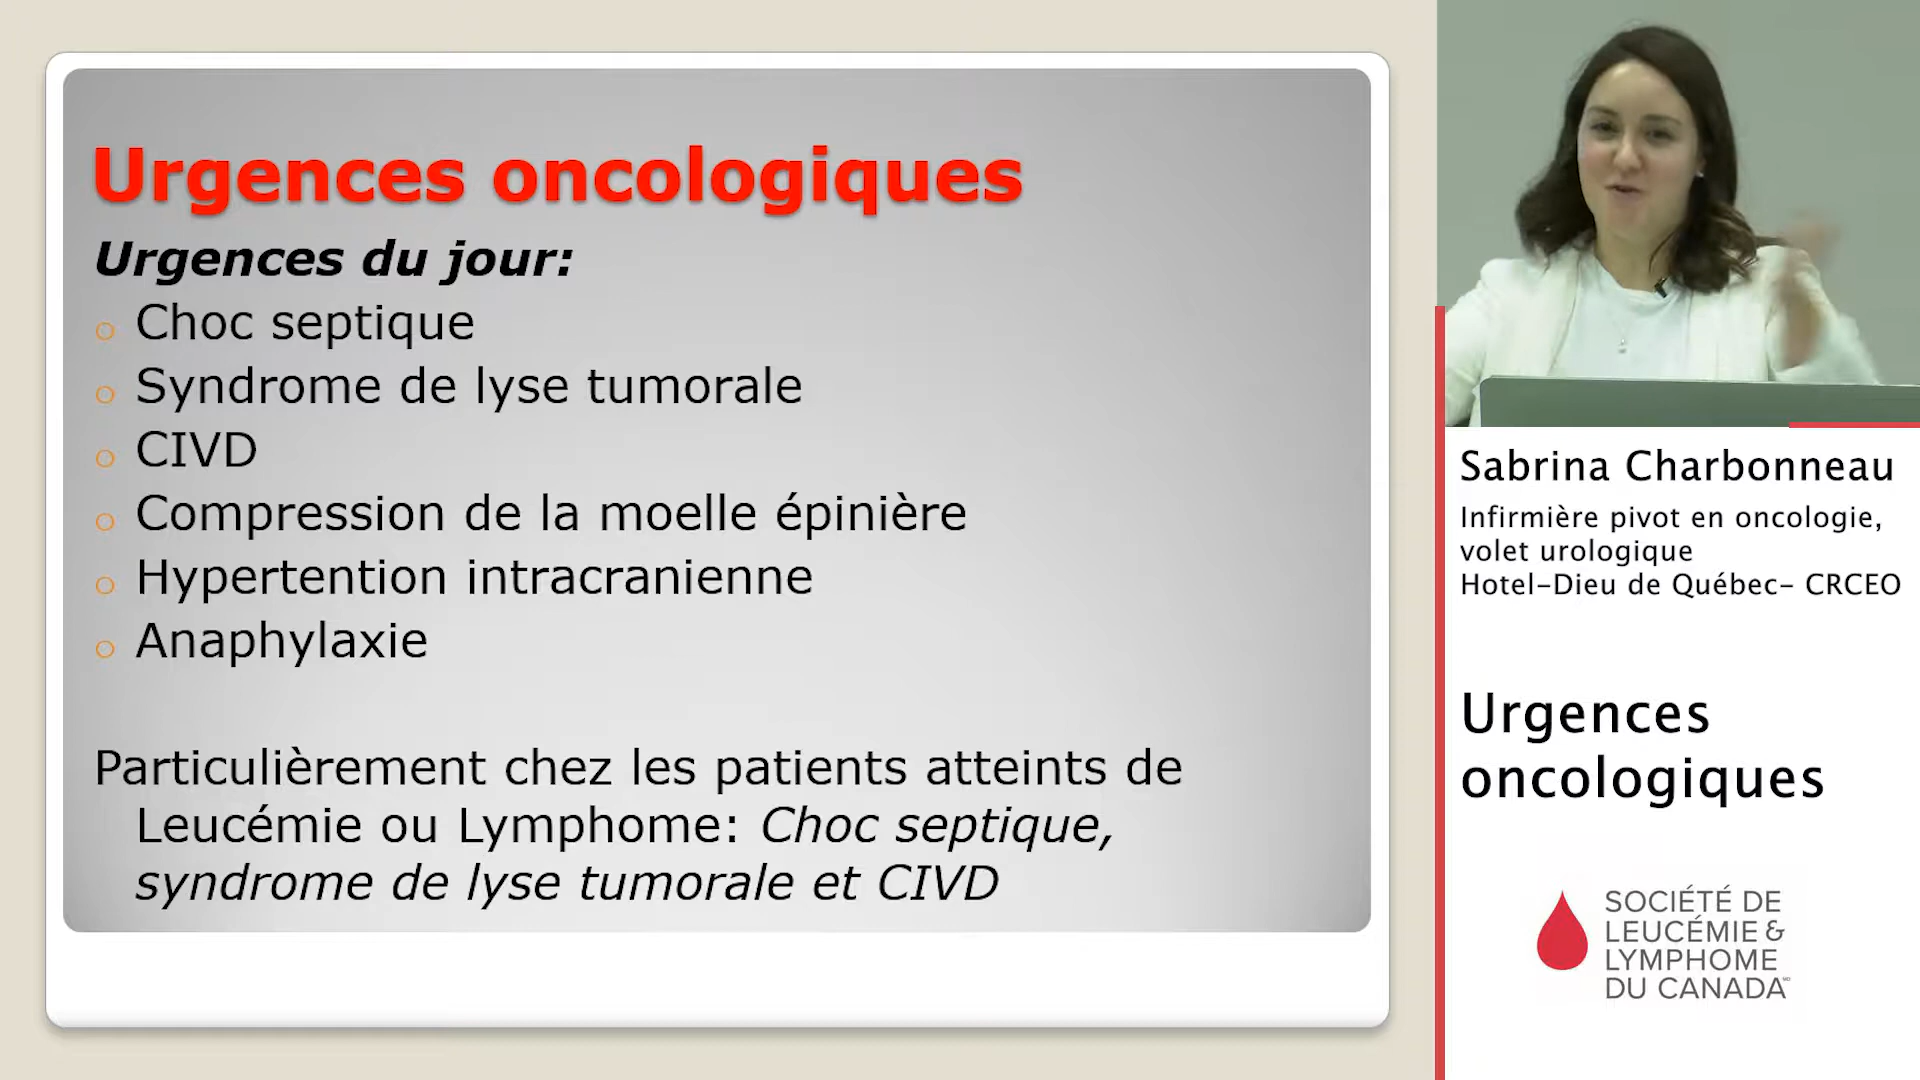 Urgences oncologiques
Urgences du jour:
Choc septique
Syndrome de lyse tumorale
CIVD
Compression de la moelle épinière
Hypertention intracranienne
Anaphylaxie
Particulièrement chez les patients atteints de
Leucémie ou Lymphome: Choc septique,
syndrome de lyse tumorale et CIVD
Sabrina Charbonneau
Infirmière pivot en oncologie,
volet urologique
Hotel-Dieu de Québec- CRCEO
Urgences
oncologiques
SOCIÉTÉ DE
LEUCÉMIE &
LYMPHOME
DU CANADA